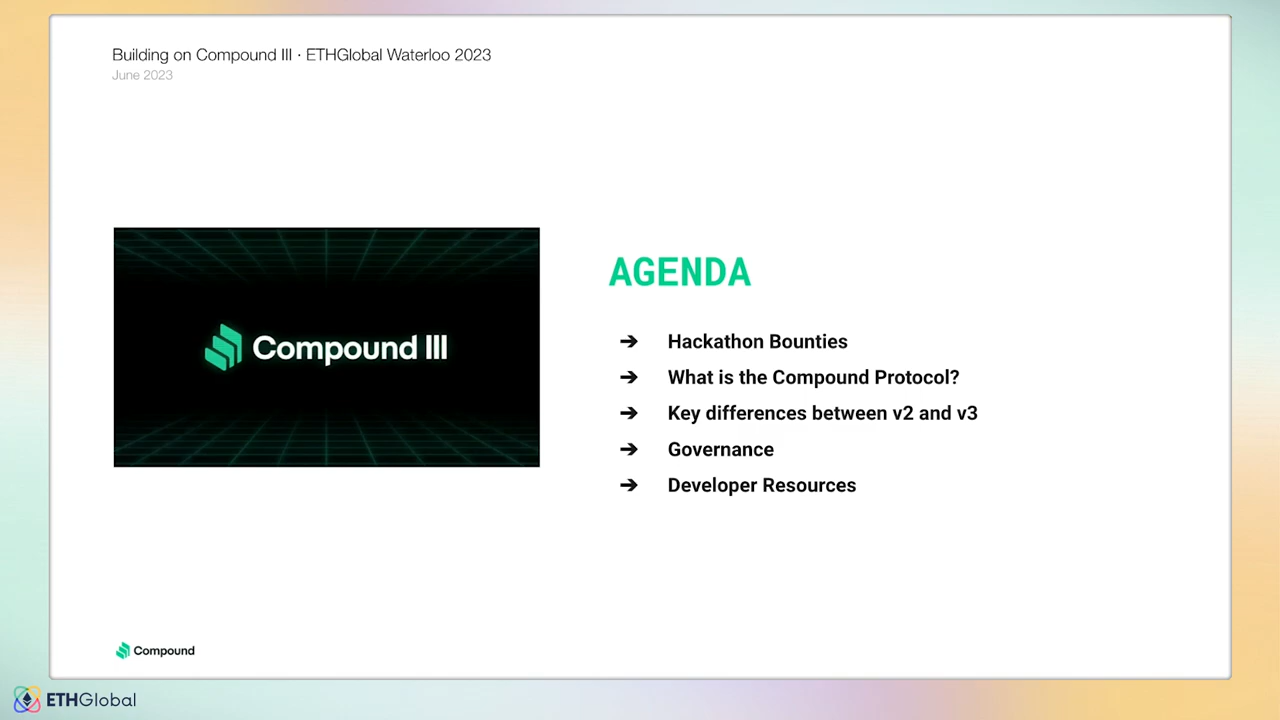 Building on Compound III · ETHGlobal Waterloo 2023
June 2023
Compound III
AGENDA
➔ Hackathon Bounties
➔ What is the Compound Protocol?
➔ Key differences between v2 and v3
➔ Governance
➔ Developer Resources
Compound
ETHGlobal